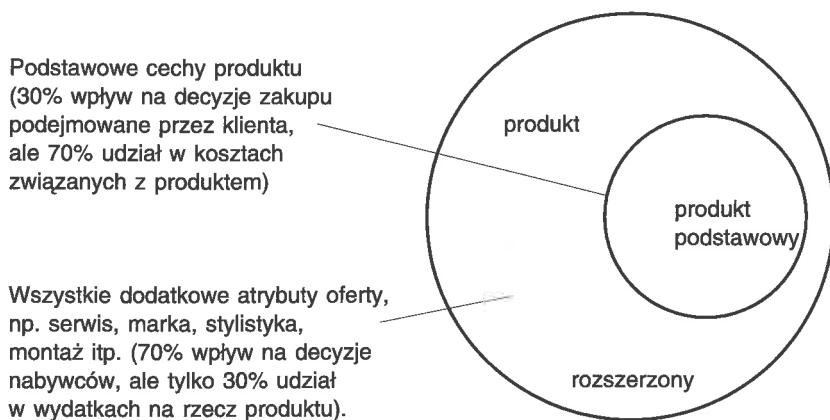 Podstawowe cechy produktu
(30% wpływ na decyzje zakupu
podejmowane przez klienta,
ale 70% udział w kosztach
związanych z produktem)
produkt
produkt
podstawowy
Wszystkie dodatkowe atrybuty oferty,
np. serwis, marka, stylistyka,
montaż itp. (70% wpływ na decyzje
nabywców, ale tylko 30% udział
w wydatkach na rzecz produktu).
rozszerzony